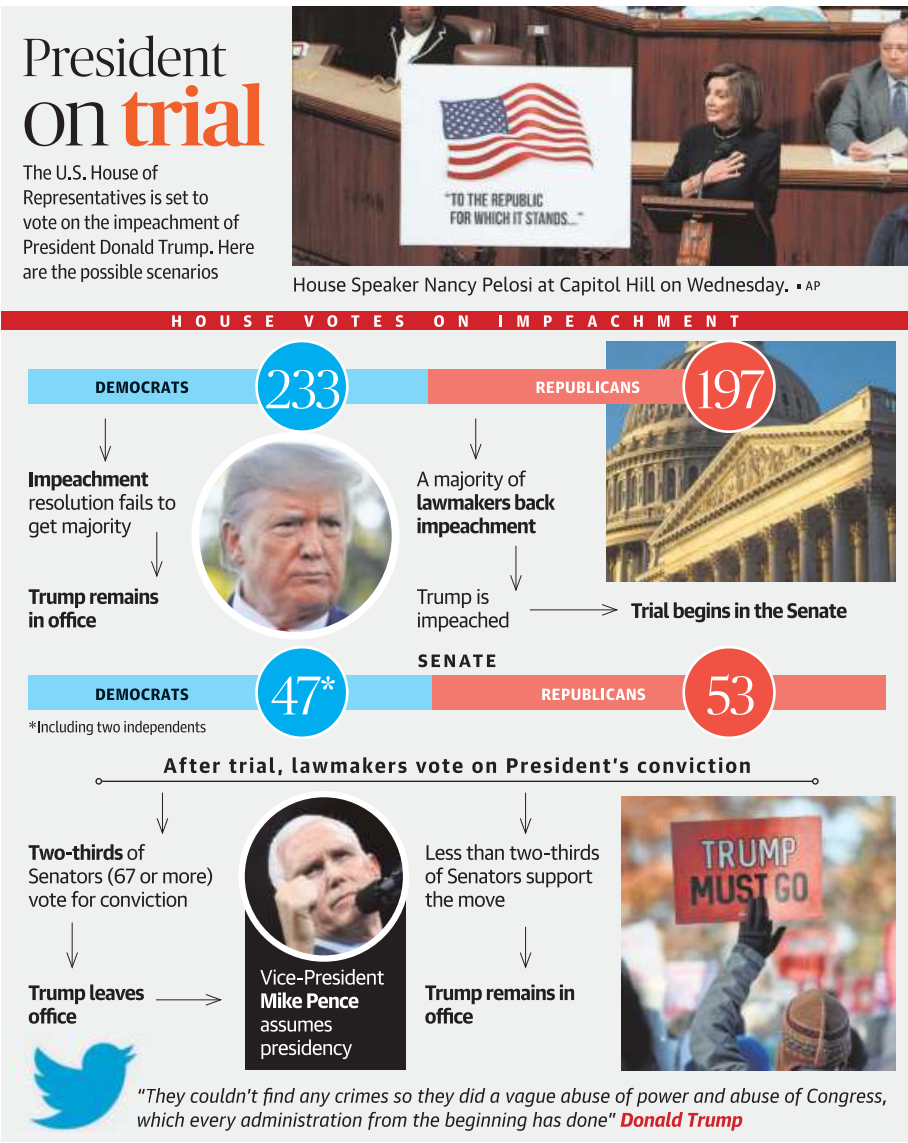 President
on trial
The U.S. House of
Representatives is set to
vote on the impeachment of
President Donald Trump. Here
are the possible scenarios
"TO THE REPUBLIC
FOR WHICH IT STANDS..."
House Speaker Nancy Pelosi at Capitol Hill on Wednesday. ▪ AP
HOUSE VOTES ON IMPEACHMENT
DEMOCRATS 233 REPUBLICANS 197
Impeachment
resolution fails to
get majority
Trump remains
in office
A majority of
lawmakers back
impeachment
Trump is
impeached
Trial begins in the Senate
SENATE
DEMOCRATS 47* REPUBLICANS 53
*Including two independents
After trial, lawmakers vote on President's conviction
Two-thirds of
Senators (67 or more)
vote for conviction
Trump leaves
office
Vice-President
Mike Pence
assumes
presidency
Less than two-thirds
of Senators support
the move
Trump remains in
office
TRUMP
MUST GO
"They couldn't find any crimes so they did a vague abuse of power and abuse of Congress,
which every administration from the beginning has done" Donald Trump